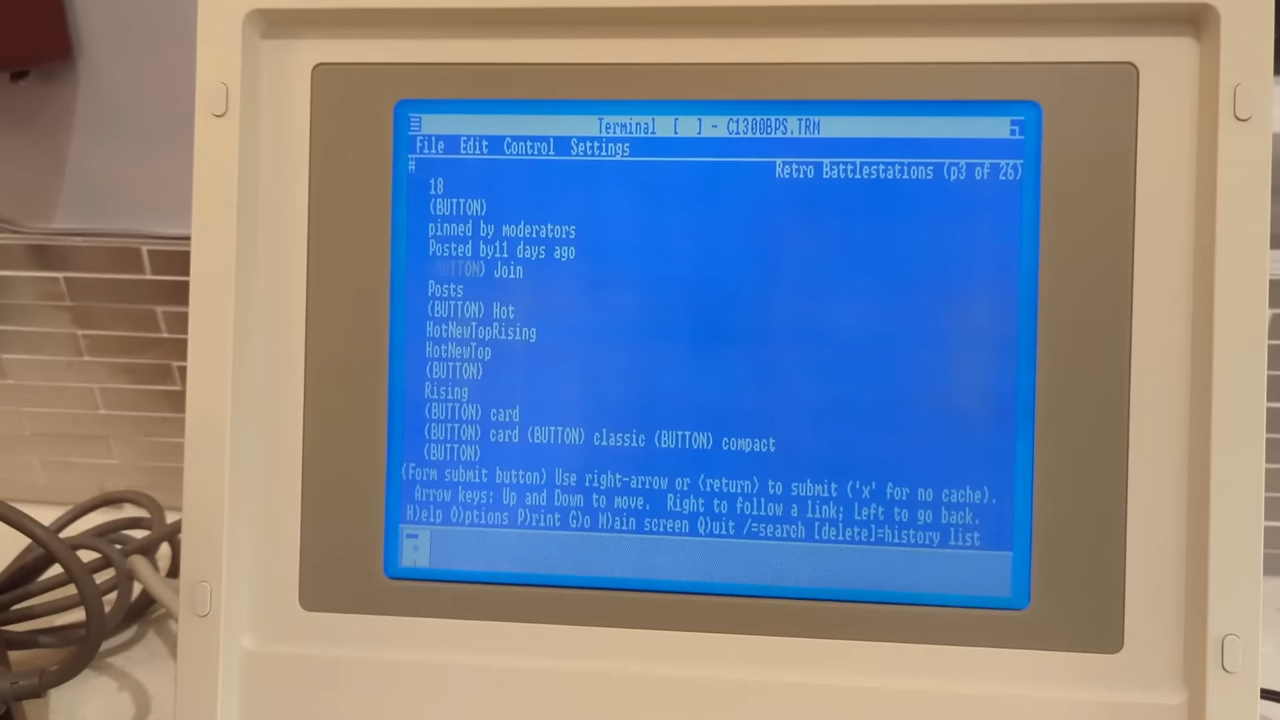 Terminal [ ] - C1300BPS.TRM
File Edit Control Settings
# Retro Battlestations (p3 of 26)
18
(BUTTON)
pinned by moderators
Posted by11 days ago
(BUTTON) Join
Posts
(BUTTON) Hot
HotNewTopRising
HotNewTop
(BUTTON)
Rising
(BUTTON) card
(BUTTON) card (BUTTON) classic (BUTTON) compact
(BUTTON)
(Form submit button) Use right-arrow or <return> to submit ('x' for no cache).
Arrow keys: Up and Down to move. Right to follow a link; Left to go back.
H)elp O)ptions P)rint G)o M)ain screen Q)uit /=search [delete]=history list